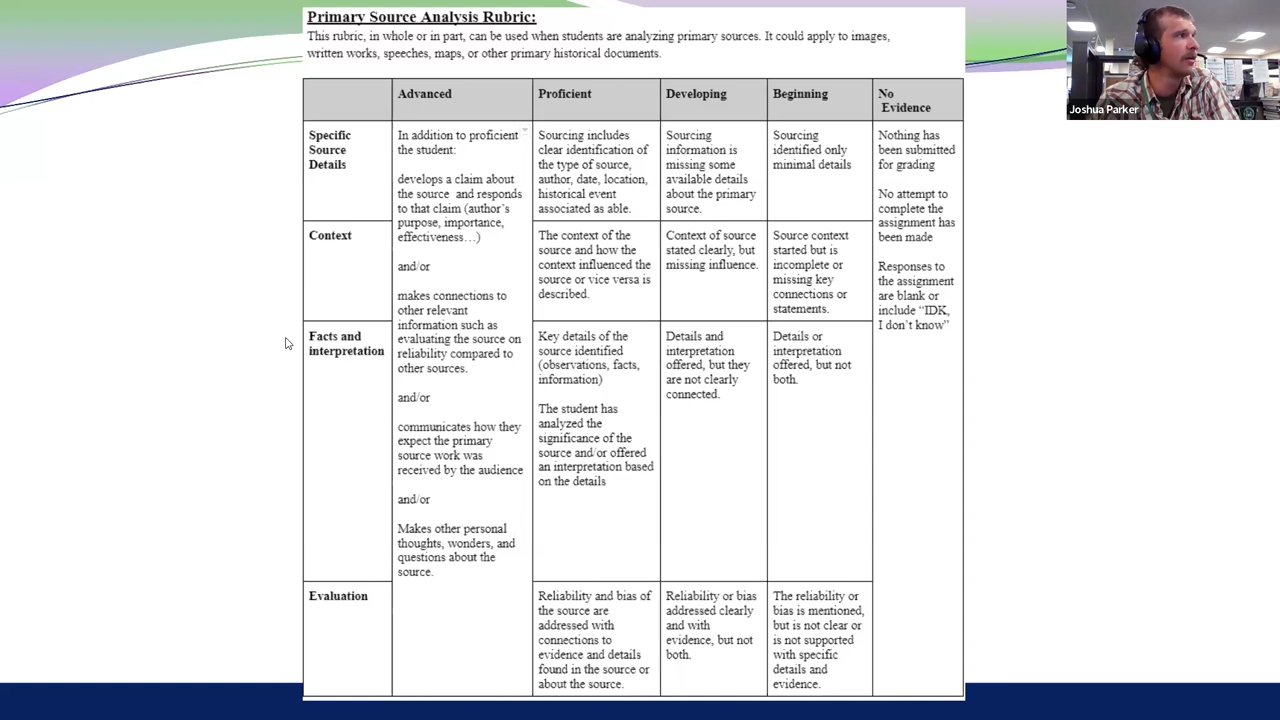 Primary Source Analysis Rubric:
This rubric, in whole or in part, can be used when students are analyzing primary sources. It could apply to images,
written works, speeches, maps, or other primary historical documents.
Advanced
Proficient
Developing
Beginning
No
Evidence
Specific
Source
Details
In addition to proficient
the student:
develops a claim about
the source and responds
to that claim (author's
purpose, importance,
effectiveness…)
and/or
makes connections to
other relevant
information such as
evaluating the source on
reliability compared to
other sources.
and/or
communicates how they
expect the primary
source work was
received by the audience
and/or
Makes other personal
thoughts, wonders, and
questions about the
source.
Sourcing includes
clear identification of
the type of source,
author, date, location,
historical event
associated as able.
Sourcing
information is
missing some
available details
about the primary
source.
Sourcing
identified only
minimal details
Nothing has
been submitted
for grading
No attempt to
complete the
assignment has
been made
Responses to
the assignment
are blank or
include “IDK,
I don’t know”
Context
The context of the
source and how the
context influenced the
source or vice versa is
described.
Context of source
stated clearly, but
missing influence.
Source context
started but is
incomplete or
missing key
connections or
statements.
Facts and
interpretation
Key details of the
source identified
(observations, facts,
information)
The student has
analyzed the
significance of the
source and/or offered
an interpretation based
on the details
Details and
interpretation
offered, but they
are not clearly
connected.
Details or
interpretation
offered, but not
both.
Evaluation
Reliability and bias of
the source are
addressed with
connections to
evidence and details
found in the source or
about the source.
Reliability or bias
addressed clearly
and with
evidence, but not
both.
The reliability or
bias is mentioned,
but is not clear or
is not supported
with specific
details and
evidence.
Joshua Parker